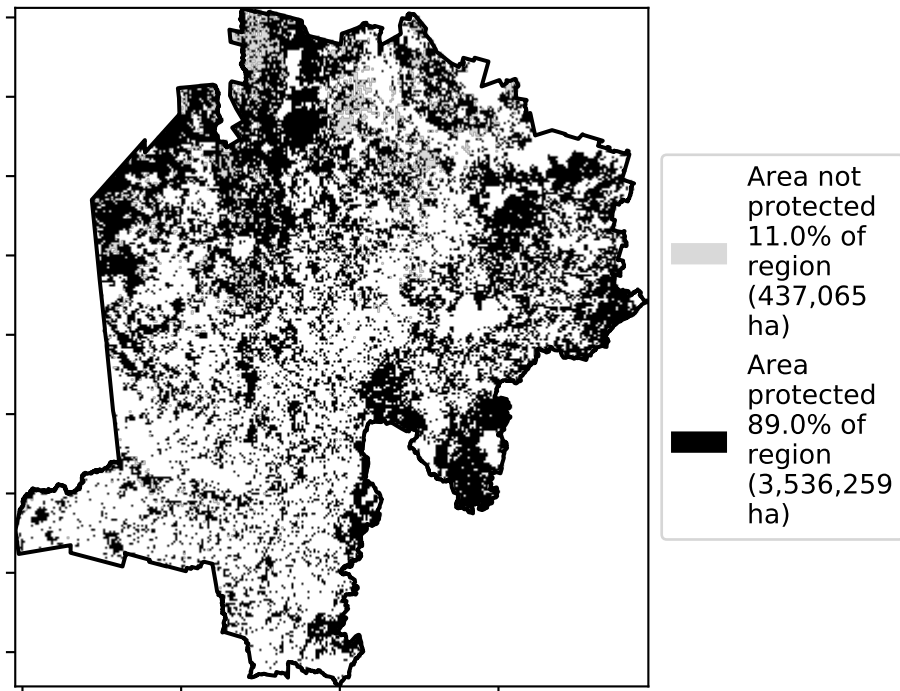 Area not
protected
11.0% of
region
(437,065
ha)
Area
protected
89.0% of
region
(3,536,259
ha)